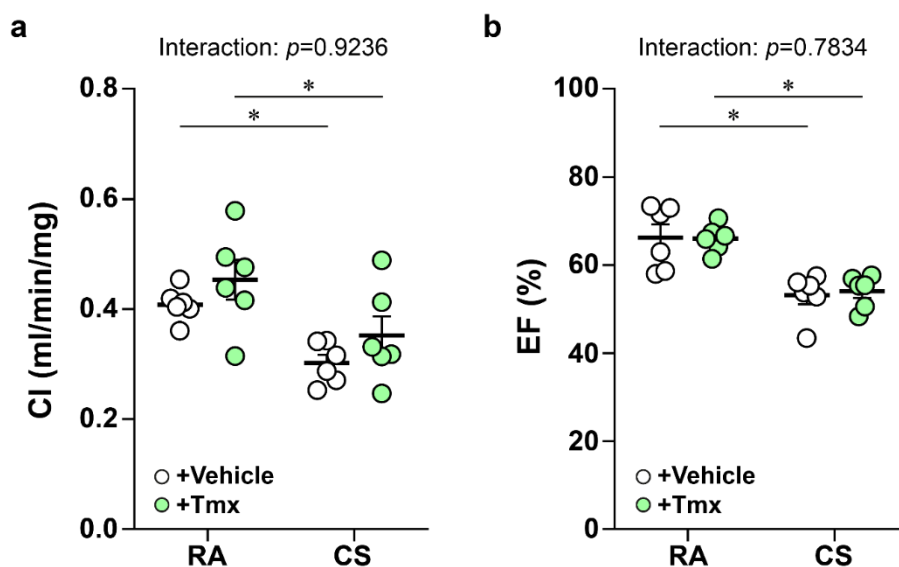 a
Interaction: p=0.9236
*
*
CI (ml/min/mg)
0.8
0.6
0.4
0.2
0.0
+Vehicle
+Tmx
RA
CS
b
Interaction: p=0.7834
*
*
EF (%)
100
80
60
40
20
0
+Vehicle
+Tmx
RA
CS